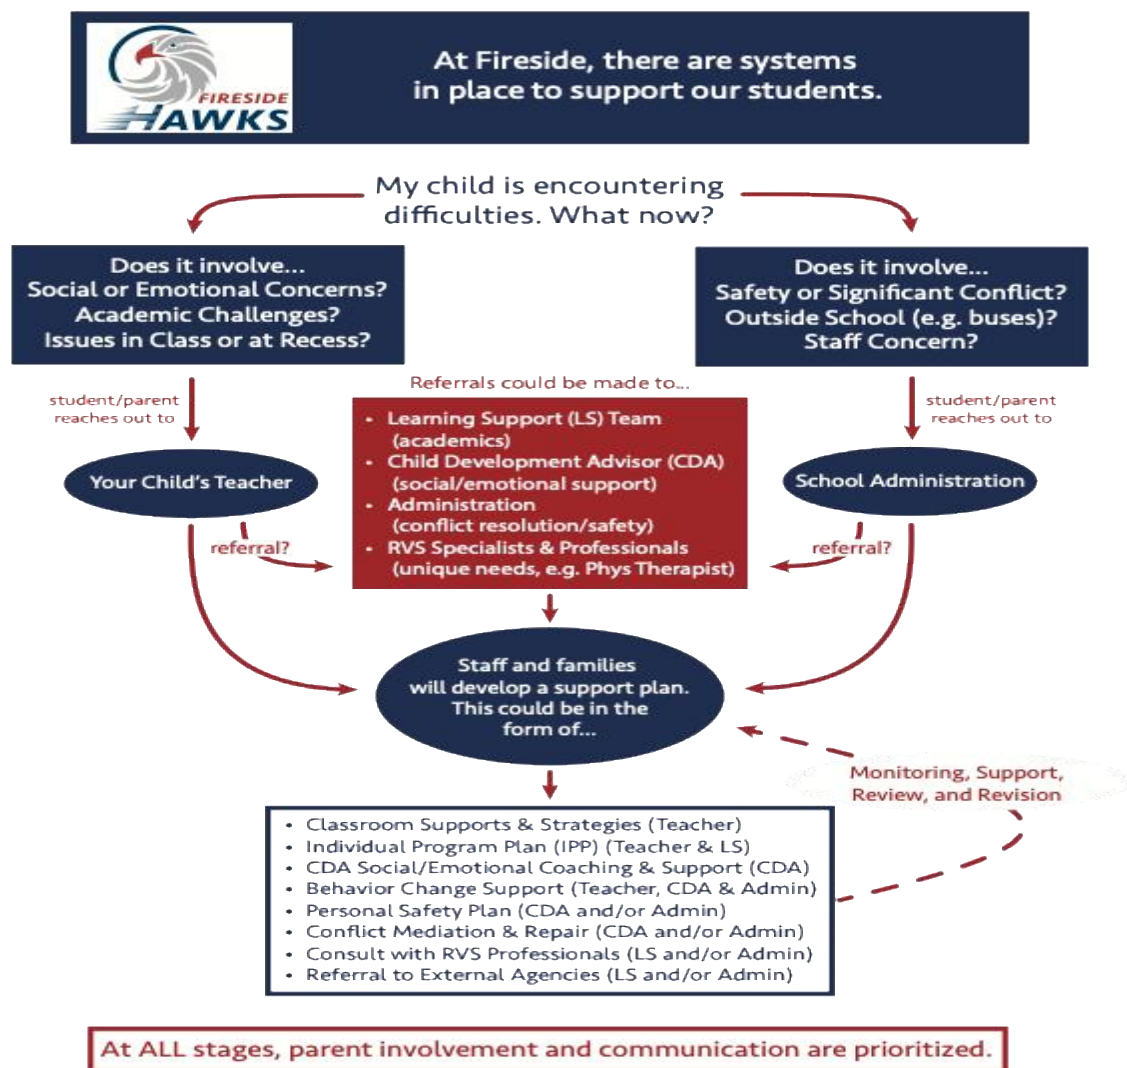 FIRESIDE
HAWKS
At Fireside, there are systems
in place to support our students.
My child is encountering
difficulties. What now?
Does it involve...
Social or Emotional Concerns?
Academic Challenges?
Issues in Class or at Recess?
Does it involve...
Safety or Significant Conflict?
Outside School (e.g. buses)?
Staff Concern?
student/parent
reaches out to
Referrals could be made to...
student/parent
reaches out to
Your Child's Teacher
• Learning Support (LS) Team
(academics)
• Child Development Advisor (CDA)
(social/emotional support)
• Administration
(conflict resolution/safety)
• RVS Specialists & Professionals
(unique needs, e.g. Phys Therapist)
School Administration
referral?
referral?
Staff and families
will develop a support plan.
This could be in the
form of...
Monitoring, Support,
Review, and Revision
• Classroom Supports & Strategies (Teacher)
• Individual Program Plan (IPP) (Teacher & LS)
• CDA Social/Emotional Coaching & Support (CDA)
• Behavior Change Support (Teacher, CDA & Admin)
• Personal Safety Plan (CDA and/or Admin)
• Conflict Mediation & Repair (CDA and/or Admin)
• Consult with RVS Professionals (LS and/or Admin)
• Referral to External Agencies (LS and/or Admin)
At ALL stages, parent involvement and communication are prioritized.